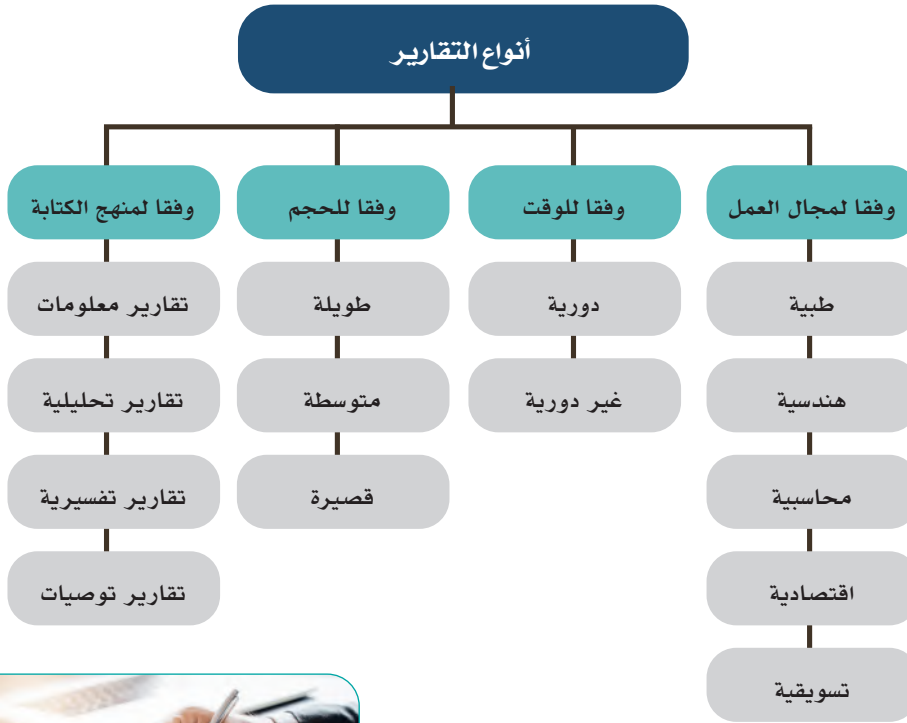 أنواع التقارير
وفقا لمجال العمل
طبية
هندسية
محاسبية
اقتصادية
تسويقية
وفقا للوقت
دورية
غير دورية
وفقا للحجم
طويلة
متوسطة
قصيرة
وفقا لمنهج الكتابة
تقارير معلومات
تقارير تحليلية
تقارير تفسيرية
تقارير توصيات